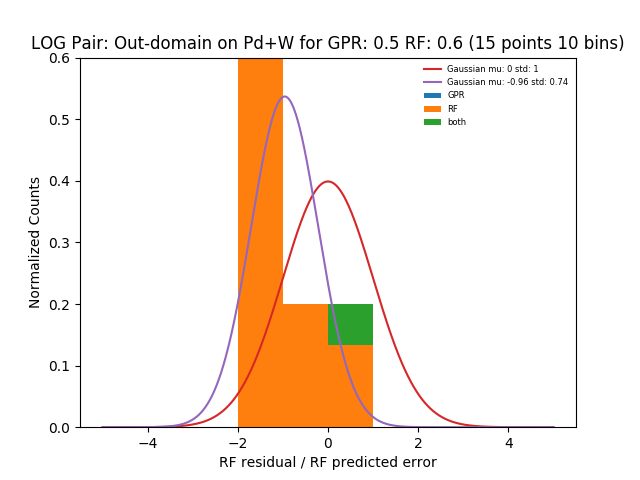 LOG Pair: Out-domain on Pd+W for GPR: 0.5 RF: 0.6 (15 points 10 bins)
Gaussian mu: 0 std: 1
Gaussian mu: -0.96 std: 0.74
GPR
RF
both
Normalized Counts
0.6
0.5
0.4
0.3
0.2
0.1
0.0
−4
−2
0
2
4
RF residual / RF predicted error